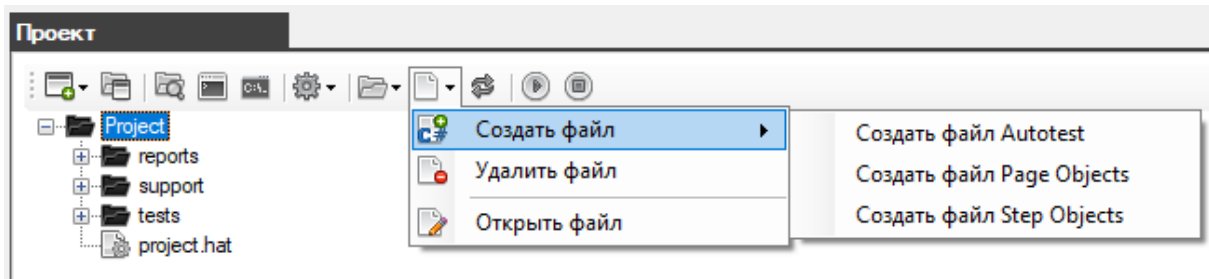 Проект
C:\.
Project
reports
support
tests
project.hat
c#
Создать файл
Удалить файл
Открыть файл
Создать файл Autotest
Создать файл Page Objects
Создать файл Step Objects